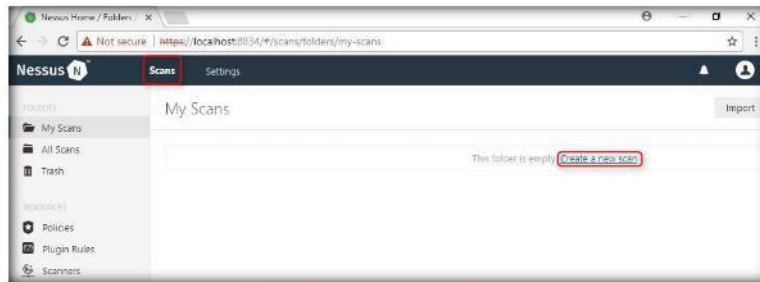 Nessus Home / Folders /
Not secure | https://localhost:8834/#/scans/folders/my-scans
Nessus N
Scans
Settings
FOLDERS
My Scans
All Scans
Trash
RESOURCES
Policies
Plugin Rules
Scanners
My Scans
Import
This folder is empty. Create a new scan